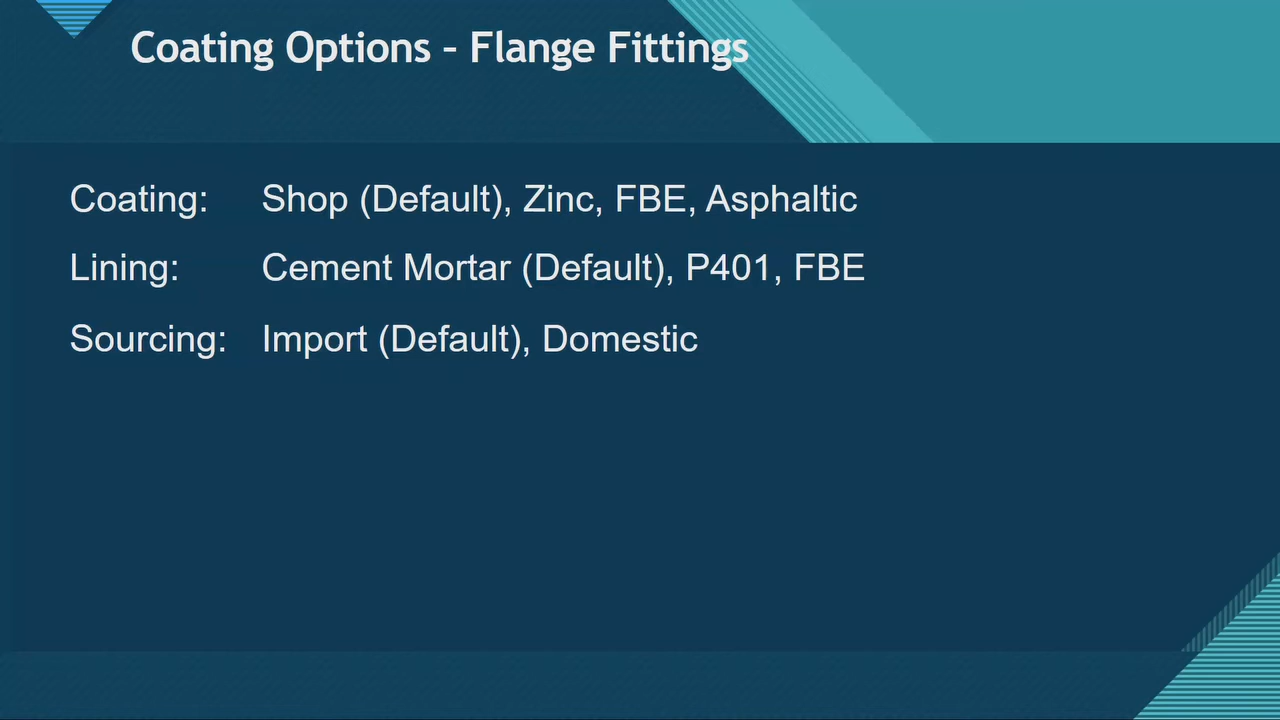 Coating Options – Flange Fittings
Coating: Shop (Default), Zinc, FBE, Asphaltic
Lining: Cement Mortar (Default), P401, FBE
Sourcing: Import (Default), Domestic